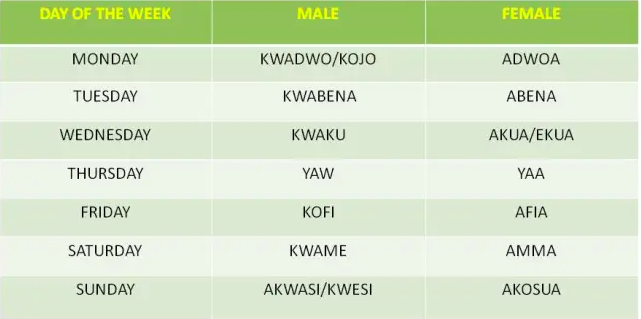 DAY OF THE WEEK MALE FEMALE
MONDAY KWADWO/KOJO ADWOA
TUESDAY KWABENA ABENA
WEDNESDAY KWAKU AKUA/EKUA
THURSDAY YAW YAA
FRIDAY KOFI AFIA
SATURDAY KWAME AMMA
SUNDAY AKWASI/KWESI AKOSUA